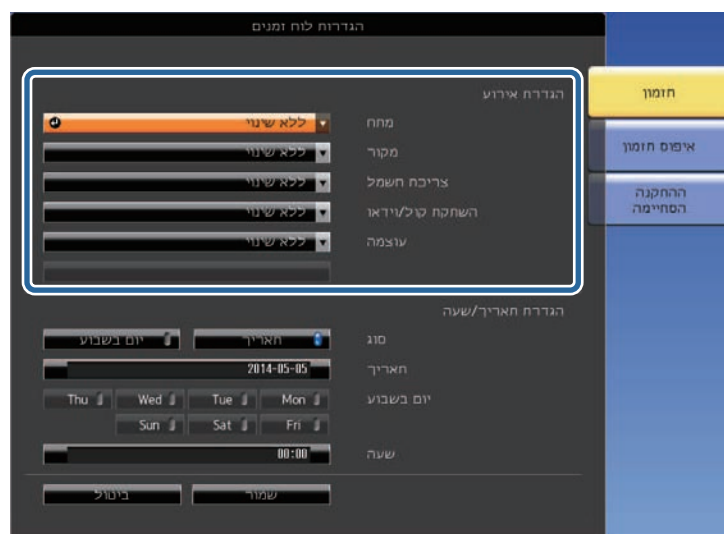 הגדרות לוח זמנים
חזמון
איפוס חזמון
ההתקנה
הסתיימה
הגדרת אירוע
מתח ללא שינוי
מקור ללא שינוי
צריכת חשמל ללא שינוי
השתקת קול/וידאו ללא שינוי
עוצמה ללא שינוי
הגדרת תאריך/שעה
סוג תאריך יום בשבוע
תאריך 2014-05-05
יום בשבוע Mon Tue Wed Thu
Fri Sat Sun
שעה 00:00
שמור ביטול